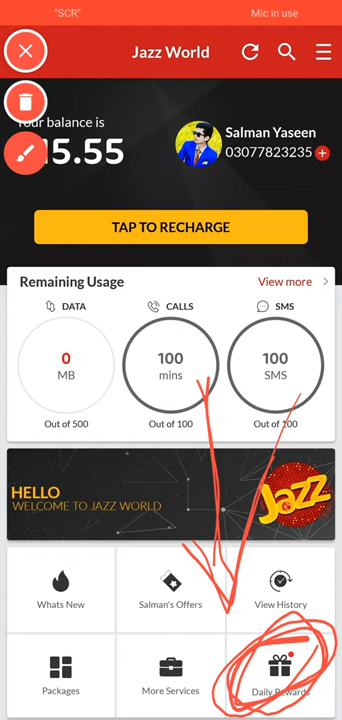 "SCR" Mic in use
Jazz World
Your balance is
15.55
Salman Yaseen
03077823235
TAP TO RECHARGE
Remaining Usage View more
DATA CALLS SMS
0 100 100
MB mins SMS
Out of 500 Out of 100 Out of 100
HELLO
WELCOME TO JAZZ WORLD
Jazz
Whats New Salman's Offers View History
Packages More Services Daily Rewards